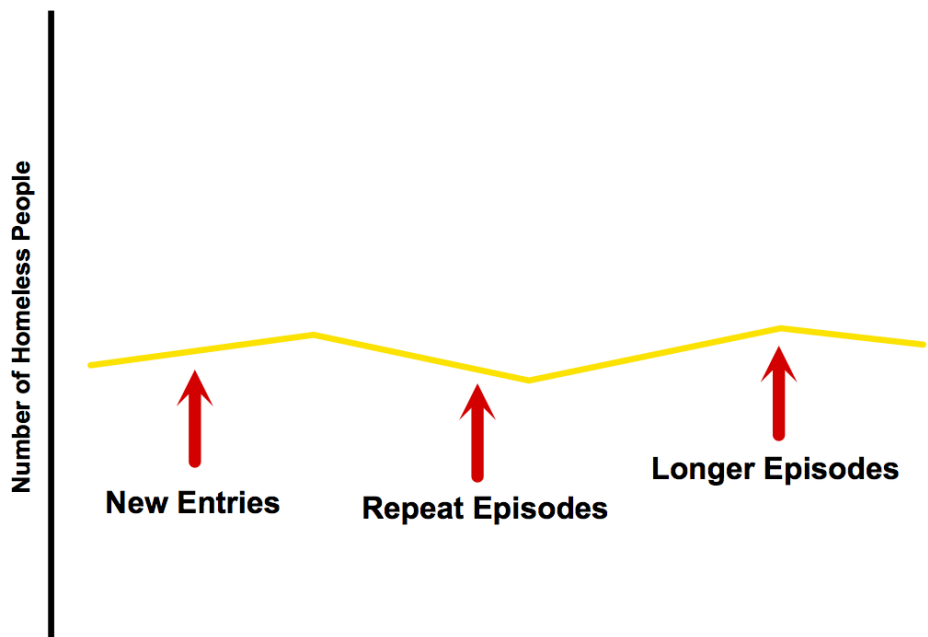 Number of Homeless People
New Entries
Repeat Episodes
Longer Episodes